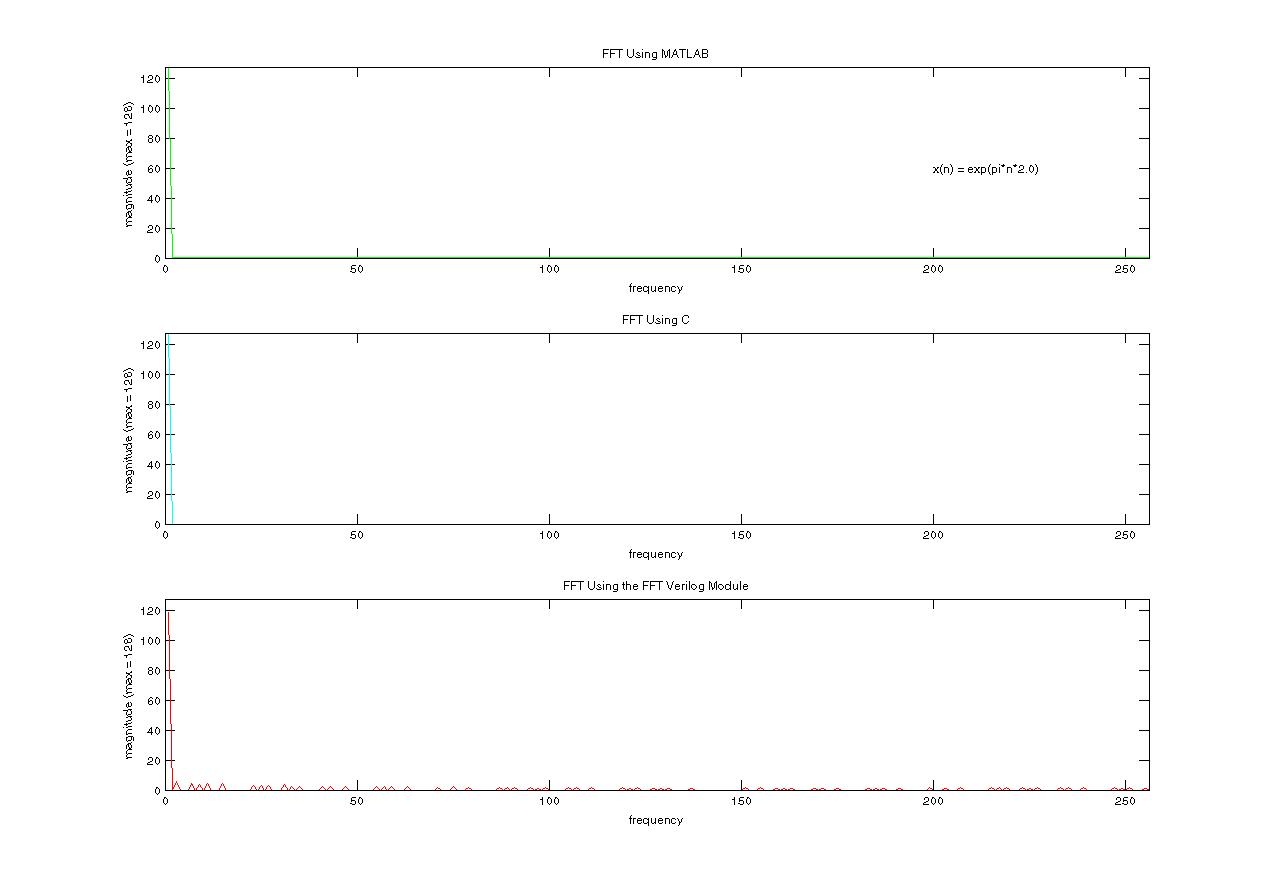 FFT Using MATLAB
120
100
80
60
40
20
0
magnitude (max = 128)
x(n) = exp(pi*n*2.0)
0 50 100 150 200 250
frequency
FFT Using C
120
100
80
60
40
20
0
magnitude (max = 128)
0 50 100 150 200 250
frequency
FFT Using the FFT Verilog Module
120
100
80
60
40
20
0
magnitude (max = 128)
0 50 100 150 200 250
frequency